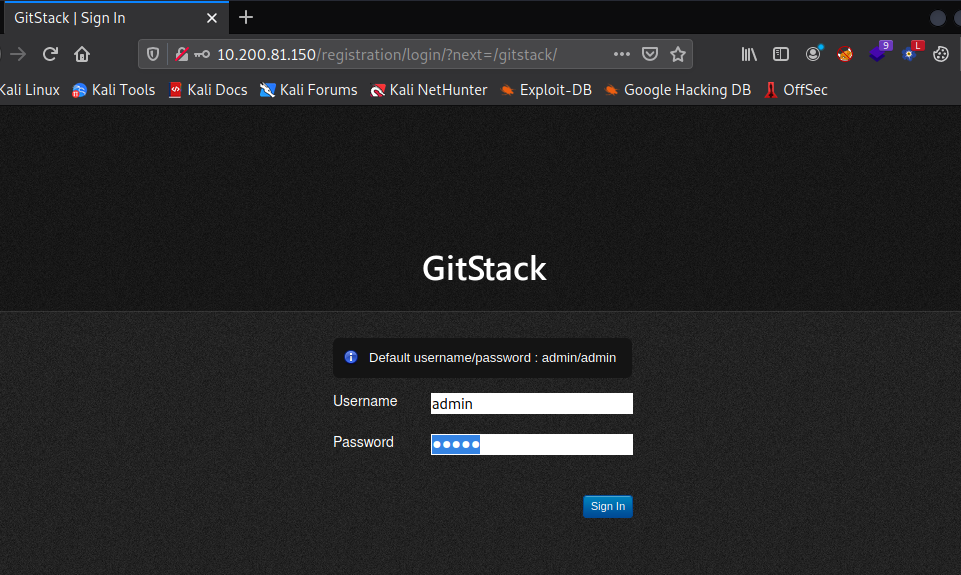 GitStack | Sign In
10.200.81.150/registration/login/?next=/gitstack/
9
L
Kali Linux Kali Tools Kali Docs Kali Forums Kali NetHunter Exploit-DB Google Hacking DB OffSec
GitStack
Default username/password : admin/admin
Username admin
Password
Sign In